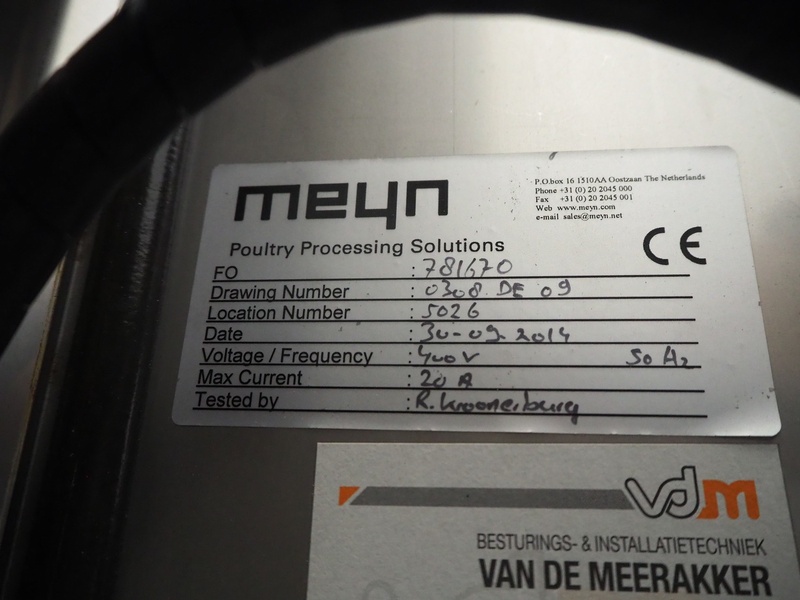 meyn
P.O.box 16 1510AA Oostzaan The Netherlands
Phone +31 (0) 20 2045 000
Fax +31 (0) 20 2045 001
Web www.meyn.com
e-mail sales@meyn.net
Poultry Processing Solutions
CE
FO : 781670
Drawing Number : 0308 DE 09
Location Number : 5026
Date : 30-09-2014
Voltage / Frequency : 400V 50 Hz
Max Current : 20 A
Tested by : R. Kroonenburg
vdm
BESTURINGS- & INSTALLATIETECHNIEK
VAN DE MEERAKKER